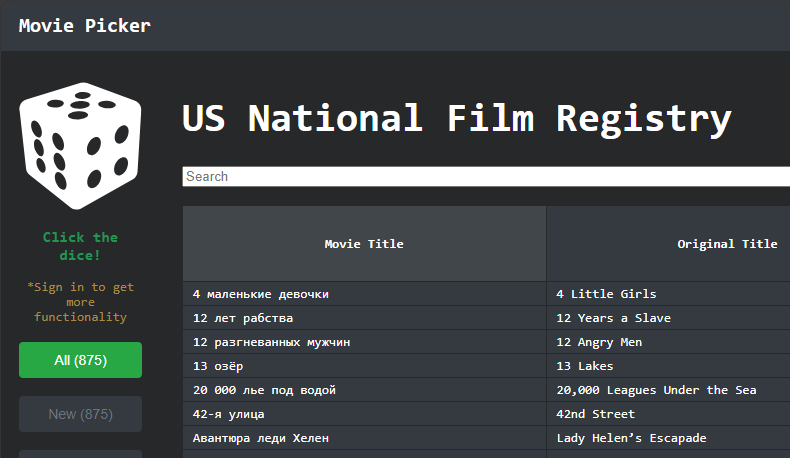 Movie Picker
US National Film Registry
Search
Click the
dice!
*Sign in to get
more
functionality
All (875)
New (875)
Movie Title Original Title
4 маленькие девочки 4 Little Girls
12 лет рабства 12 Years a Slave
12 разгневанных мужчин 12 Angry Men
13 озёр 13 Lakes
20 000 лье под водой 20,000 Leagues Under the Sea
42-я улица 42nd Street
Авантюра леди Хелен Lady Helen’s Escapade